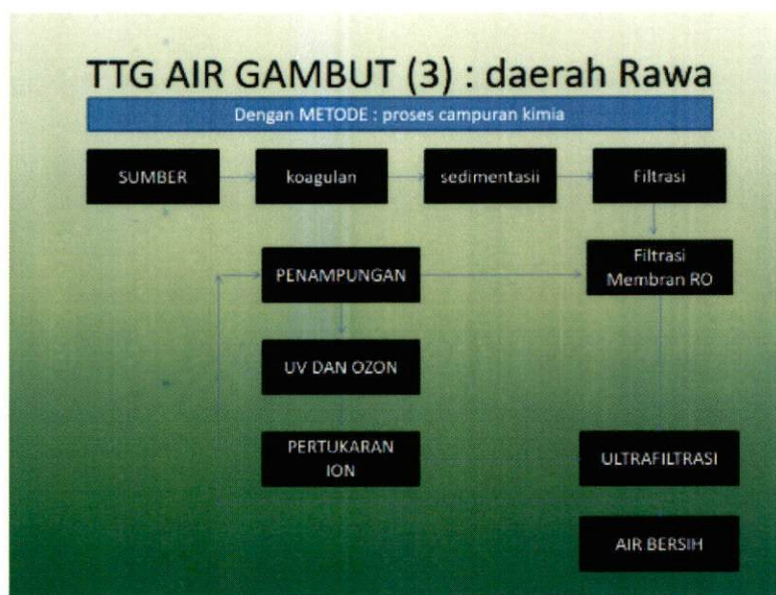 TTG AIR GAMBUT (3) : daerah Rawa
Dengan METODE : proses campuran kimia
SUMBER
koagulan
sedimentasii
Filtrasi
PENAMPUNGAN
Filtrasi
Membran RO
UV DAN OZON
PERTUKARAN
ION
ULTRAFILTRASI
AIR BERSIH